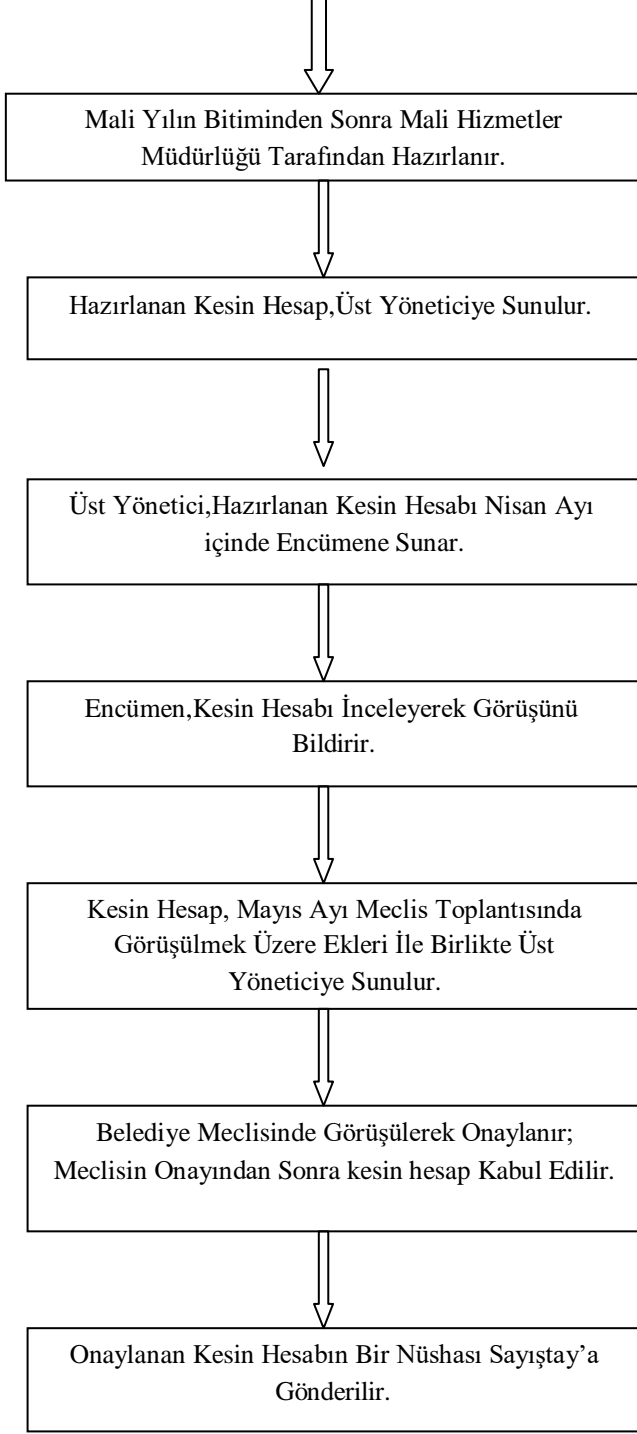 Mali Yılın Bitiminden Sonra Mali Hizmetler
Müdürlüğü Tarafından Hazırlanır.
Hazırlanan Kesin Hesap,Üst Yöneticiye Sunulur.
Üst Yönetici,Hazırlanan Kesin Hesabı Nisan Ayı
içinde Encümene Sunar.
Encümen,Kesin Hesabı İnceleyerek Görüşünü
Bildirir.
Kesin Hesap, Mayıs Ayı Meclis Toplantısında
Görüşülmek Üzere Ekleri İle Birlikte Üst
Yöneticiye Sunulur.
Belediye Meclisinde Görüşülerek Onaylanır;
Meclisin Onayından Sonra kesin hesap Kabul Edilir.
Onaylanan Kesin Hesabın Bir Nüshası Sayıştay’a
Gönderilir.